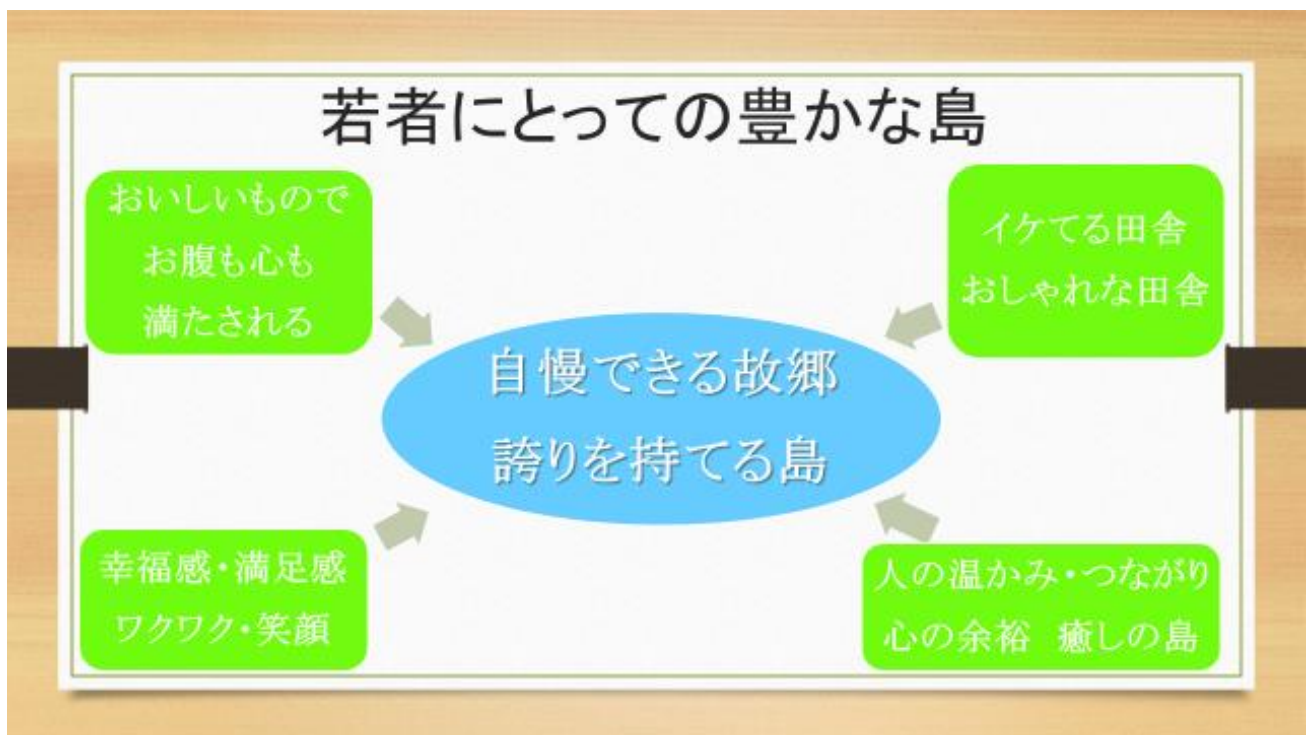 若者にとっての豊かな島
おいしいもので
お腹も心も
満たされる
イケてる田舎
おしゃれな田舎
自慢できる故郷
誇りを持てる島
幸福感・満足感
ワクワク・笑顔
人の温かみ・つながり
心の余裕　癒しの島